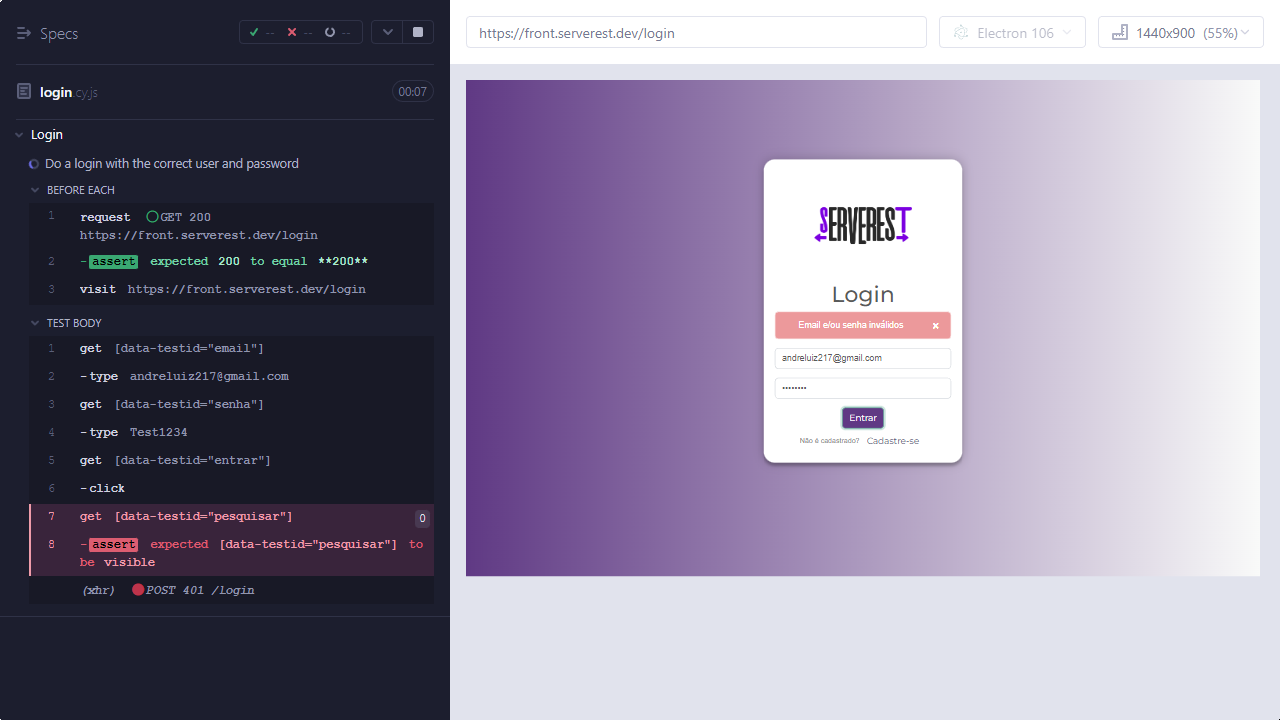 Specs
-- -- --
login.cy.js
00:07
Login
Do a login with the correct user and password
BEFORE EACH
1 request GET 200
https://front.serverest.dev/login
2 -assert expected 200 to equal **200**
3 visit https://front.serverest.dev/login
TEST BODY
1 get [data-testid="email"]
2 -type andreluiz217@gmail.com
3 get [data-testid="senha"]
4 -type Test1234
5 get [data-testid="entrar"]
6 -click
7 get [data-testid="pesquisar"] 0
8 -assert expected [data-testid="pesquisar"] to
be visible
(xhr) POST 401 /login
https://front.serverest.dev/login
Electron 106
1440x900 (55%)
SERVEREST
Login
Email e/ou senha inválidos ×
andreluiz217@gmail.com
••••••••
Entrar
Não é cadastrado? Cadastre-se